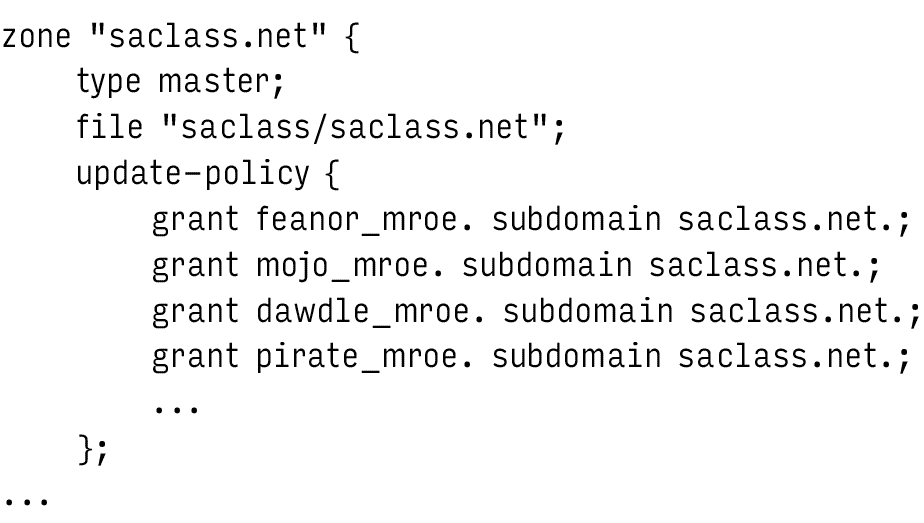 zone "saclass.net" {
type master;
file "saclass/saclass.net";
update-policy {
grant feanor_mroe. subdomain saclass.net.;
grant mojo_mroe. subdomain saclass.net.;
grant dawdle_mroe. subdomain saclass.net.;
grant pirate_mroe. subdomain saclass.net.;
...
};
...